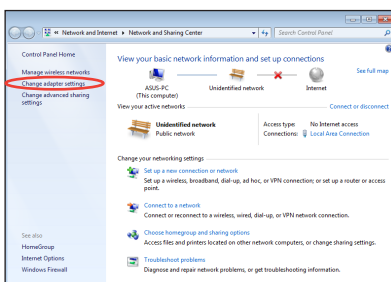 « Network and Internet ▸ Network and Sharing Center
Search Control Panel
Control Panel Home
Manage wireless networks
Change adapter settings
Change advanced sharing
settings
See also
HomeGroup
Internet Options
Windows Firewall
View your basic network information and set up connections
See full map
ASUS-PC
(This computer)
Unidentified network
Internet
View your active networks
Connect or disconnect
Unidentified network
Public network
Access type: No Internet access
Connections: Local Area Connection
Change your networking settings
Set up a new connection or network
Set up a wireless, broadband, dial-up, ad hoc, or VPN connection; or set up a router or access
point.
Connect to a network
Connect or reconnect to a wireless, wired, dial-up, or VPN network connection.
Choose homegroup and sharing options
Access files and printers located on other network computers, or change sharing settings.
Troubleshoot problems
Diagnose and repair network problems, or get troubleshooting information.